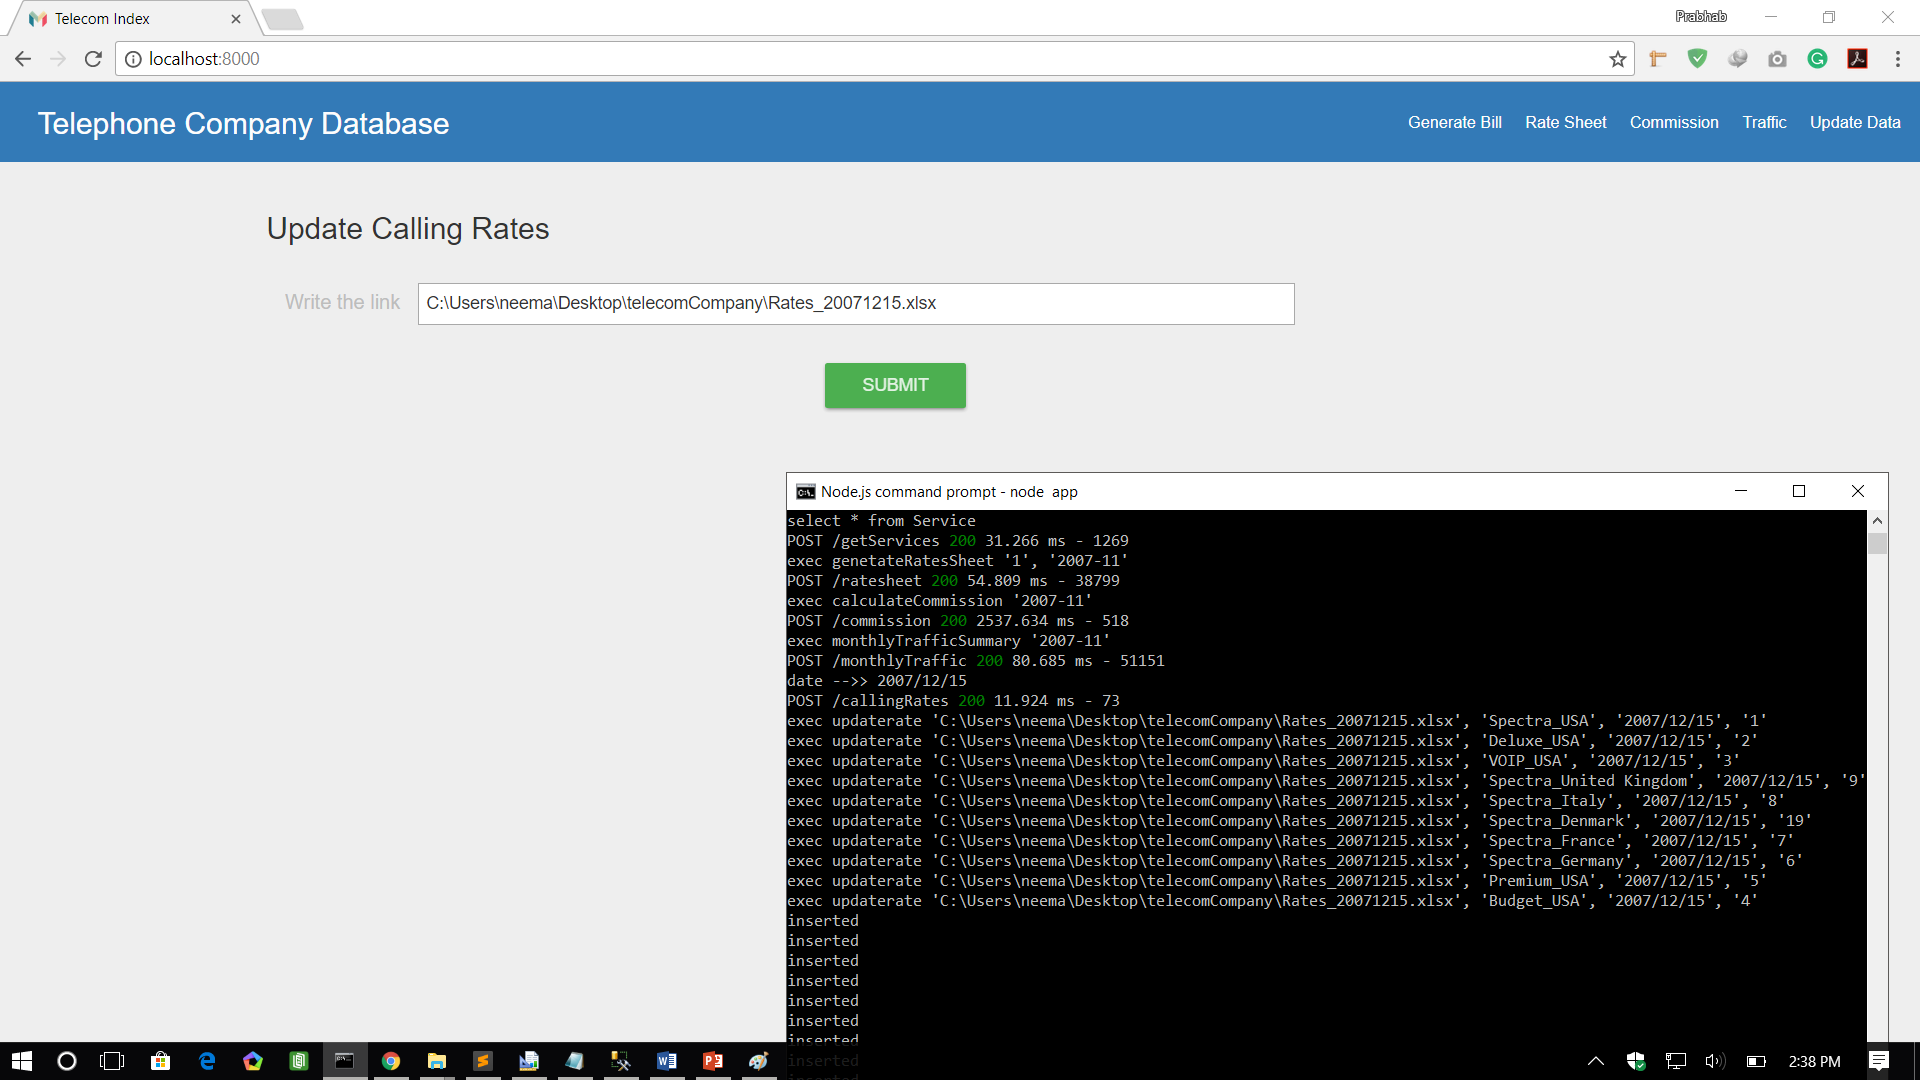 Telecom Index
Prabhab
localhost:8000
Telephone Company Database
Generate Bill
Rate Sheet
Commission
Traffic
Update Data
Update Calling Rates
Write the link
C:\Users\neema\Desktop\telecomCompany\Rates_20071215.xlsx
SUBMIT
Node.js command prompt - node  app
select * from Service
POST /getServices 200 31.266 ms - 1269
exec genetateRatesSheet '1', '2007-11'
POST /ratesheet 200 54.809 ms - 38799
exec calculateCommission '2007-11'
POST /commission 200 2537.634 ms - 518
exec monthlyTrafficSummary '2007-11'
POST /monthlyTraffic 200 80.685 ms - 51151
date -->> 2007/12/15
POST /callingRates 200 11.924 ms - 73
exec updaterate 'C:\Users\neema\Desktop\telecomCompany\Rates_20071215.xlsx', 'Spectra_USA', '2007/12/15', '1'
exec updaterate 'C:\Users\neema\Desktop\telecomCompany\Rates_20071215.xlsx', 'Deluxe_USA', '2007/12/15', '2'
exec updaterate 'C:\Users\neema\Desktop\telecomCompany\Rates_20071215.xlsx', 'VOIP_USA', '2007/12/15', '3'
exec updaterate 'C:\Users\neema\Desktop\telecomCompany\Rates_20071215.xlsx', 'Spectra_United Kingdom', '2007/12/15', '9'
exec updaterate 'C:\Users\neema\Desktop\telecomCompany\Rates_20071215.xlsx', 'Spectra_Italy', '2007/12/15', '8'
exec updaterate 'C:\Users\neema\Desktop\telecomCompany\Rates_20071215.xlsx', 'Spectra_Denmark', '2007/12/15', '19'
exec updaterate 'C:\Users\neema\Desktop\telecomCompany\Rates_20071215.xlsx', 'Spectra_France', '2007/12/15', '7'
exec updaterate 'C:\Users\neema\Desktop\telecomCompany\Rates_20071215.xlsx', 'Spectra_Germany', '2007/12/15', '6'
exec updaterate 'C:\Users\neema\Desktop\telecomCompany\Rates_20071215.xlsx', 'Premium_USA', '2007/12/15', '5'
exec updaterate 'C:\Users\neema\Desktop\telecomCompany\Rates_20071215.xlsx', 'Budget_USA', '2007/12/15', '4'
inserted
inserted
inserted
inserted
inserted
inserted
inserted
inserted
2:38 PM